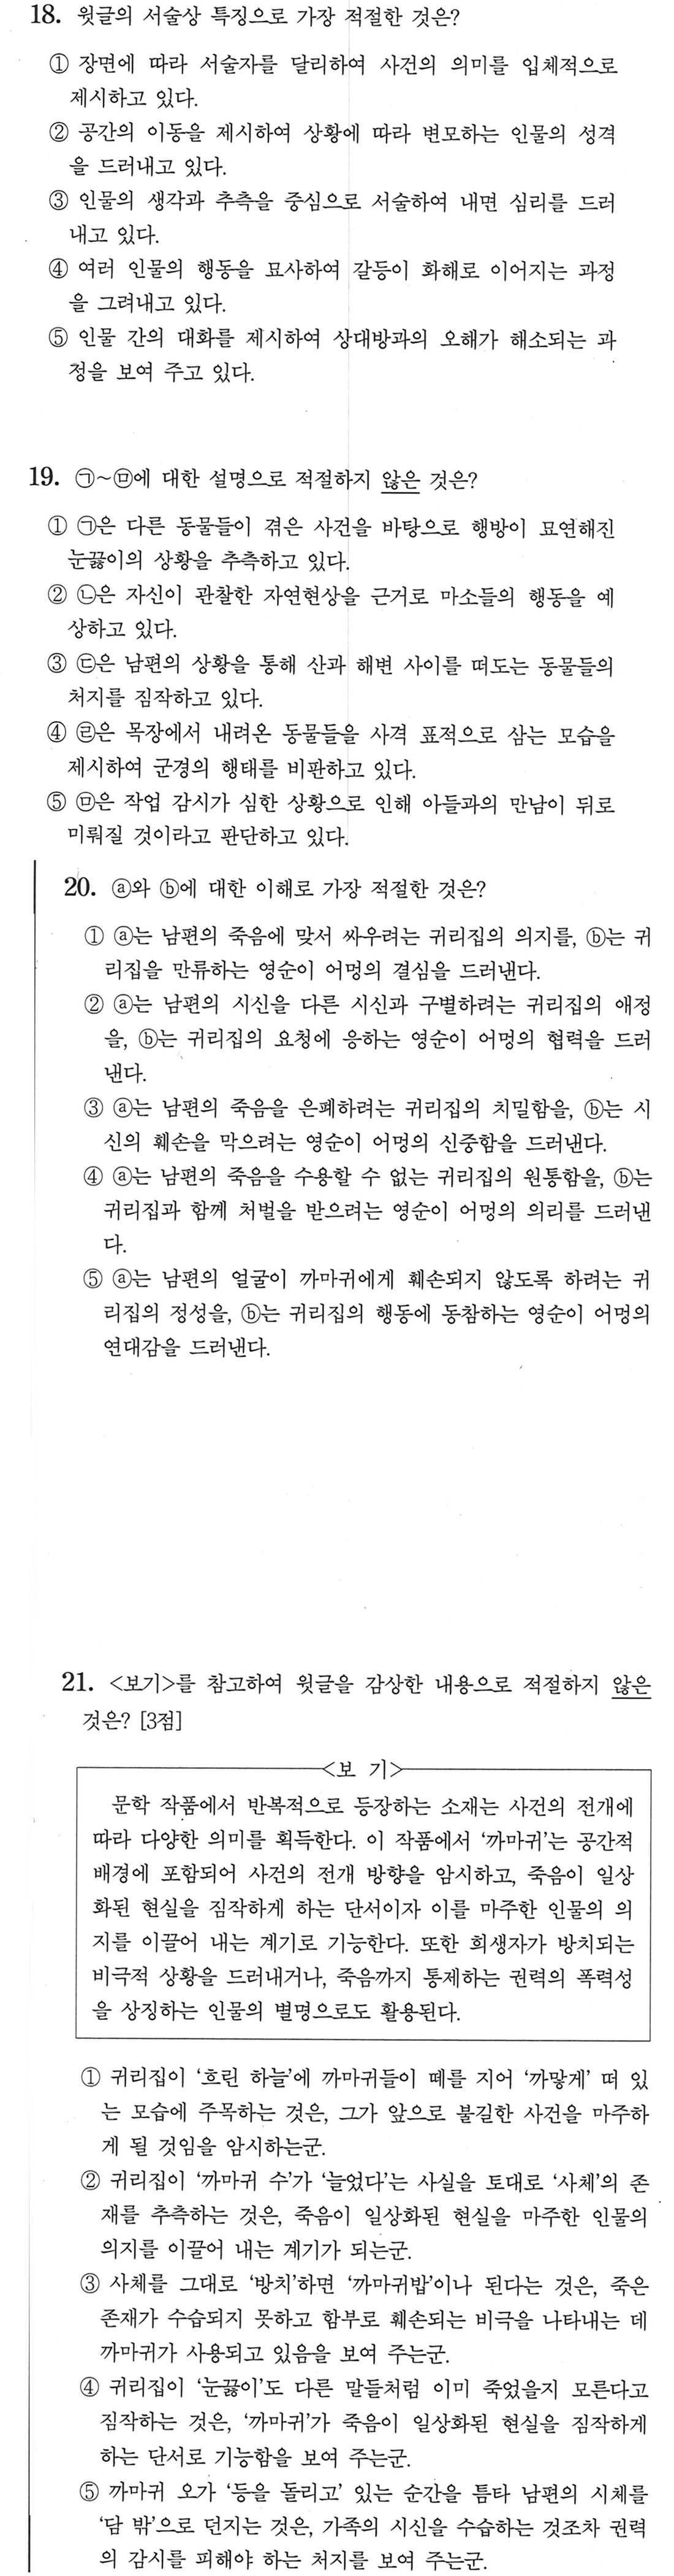 18. 윗글의 서술상 특징으로 가장 적절한 것은?
① 장면에 따라 서술자를 달리하여 사건의 의미를 입체적으로
제시하고 있다.
② 공간의 이동을 제시하여 상황에 따라 변모하는 인물의 성격
을 드러내고 있다.
③ 인물의 생각과 추측을 중심으로 서술하여 내면 심리를 드러
내고 있다.
④ 여러 인물의 행동을 묘사하여 갈등이 화해로 이어지는 과정
을 그려내고 있다.
⑤ 인물 간의 대화를 제시하여 상대방과의 오해가 해소되는 과
정을 보여 주고 있다.
19. ㉠~㉤에 대한 설명으로 적절하지 않은 것은?
① ㉠은 다른 동물들이 겪은 사건을 바탕으로 행방이 묘연해진
눈끓이의 상황을 추측하고 있다.
② ㉡은 자신이 관찰한 자연현상을 근거로 마소들의 행동을 예
상하고 있다.
③ ㉢은 남편의 상황을 통해 산과 해변 사이를 떠도는 동물들의
처지를 짐작하고 있다.
④ ㉣은 목장에서 내려온 동물들을 사격 표적으로 삼는 모습을
제시하여 군경의 행태를 비판하고 있다.
⑤ ㉤은 작업 감시가 심한 상황으로 인해 아들과의 만남이 뒤로
미뤄질 것이라고 판단하고 있다.
20. ⓐ와 ⓑ에 대한 이해로 가장 적절한 것은?
① ⓐ는 남편의 죽음에 맞서 싸우려는 귀리집의 의지를, ⓑ는 귀
리집을 만류하는 영순이 어멍의 결심을 드러낸다.
② ⓐ는 남편의 시신을 다른 시신과 구별하려는 귀리집의 애정
을, ⓑ는 귀리집의 요청에 응하는 영순이 어멍의 협력을 드러
낸다.
③ ⓐ는 남편의 죽음을 은폐하려는 귀리집의 치밀함을, ⓑ는 시
신의 훼손을 막으려는 영순이 어멍의 신중함을 드러낸다.
④ ⓐ는 남편의 죽음을 수용할 수 없는 귀리집의 원통함을, ⓑ는
귀리집과 함께 처벌을 받으려는 영순이 어멍의 의리를 드러낸
다.
⑤ ⓐ는 남편의 얼굴이 까마귀에게 훼손되지 않도록 하려는 귀
리집의 정성을, ⓑ는 귀리집의 행동에 동참하는 영순이 어멍의
연대감을 드러낸다.
21. <보기>를 참고하여 윗글을 감상한 내용으로 적절하지 않은
것은? [3점]
<보 기>
문학 작품에서 반복적으로 등장하는 소재는 사건의 전개에
따라 다양한 의미를 획득한다. 이 작품에서 ‘까마귀’는 공간적
배경에 포함되어 사건의 전개 방향을 암시하고, 죽음이 일상
화된 현실을 짐작하게 하는 단서이자 이를 마주한 인물의 의
지를 이끌어 내는 계기로 기능한다. 또한 희생자가 방치되는
비극적 상황을 드러내거나, 죽음까지 통제하는 권력의 폭력성
을 상징하는 인물의 별명으로도 활용된다.
① 귀리집이 ‘흐린 하늘’에 까마귀들이 떼를 지어 ‘까맣게’ 떠 있
는 모습에 주목하는 것은, 그가 앞으로 불길한 사건을 마주하
게 될 것임을 암시하는군.
② 귀리집이 ‘까마귀 수’가 ‘늘었다’는 사실을 토대로 ‘사체’의 존
재를 추측하는 것은, 죽음이 일상화된 현실을 마주한 인물의
의지를 이끌어 내는 계기가 되는군.
③ 사체를 그대로 ‘방치’하면 ‘까마귀밥’이나 된다는 것은, 죽은
존재가 수습되지 못하고 함부로 훼손되는 비극을 나타내는 데
까마귀가 사용되고 있음을 보여 주는군.
④ 귀리집이 ‘눈끓이’도 다른 말들처럼 이미 죽었을지 모른다고
짐작하는 것은, ‘까마귀’가 죽음이 일상화된 현실을 짐작하게
하는 단서로 기능함을 보여 주는군.
⑤ 까마귀 오가 ‘등을 돌리고’ 있는 순간을 틈타 남편의 시체를
‘담 밖’으로 던지는 것은, 가족의 시신을 수습하는 것조차 권력
의 감시를 피해야 하는 처지를 보여 주는군.